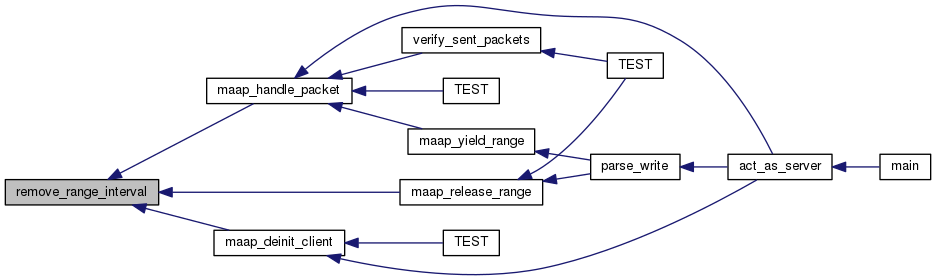 verify_sent_packets
TEST
maap_handle_packet
TEST
maap_yield_range
parse_write
act_as_server
main
remove_range_interval
maap_release_range
maap_deinit_client
TEST